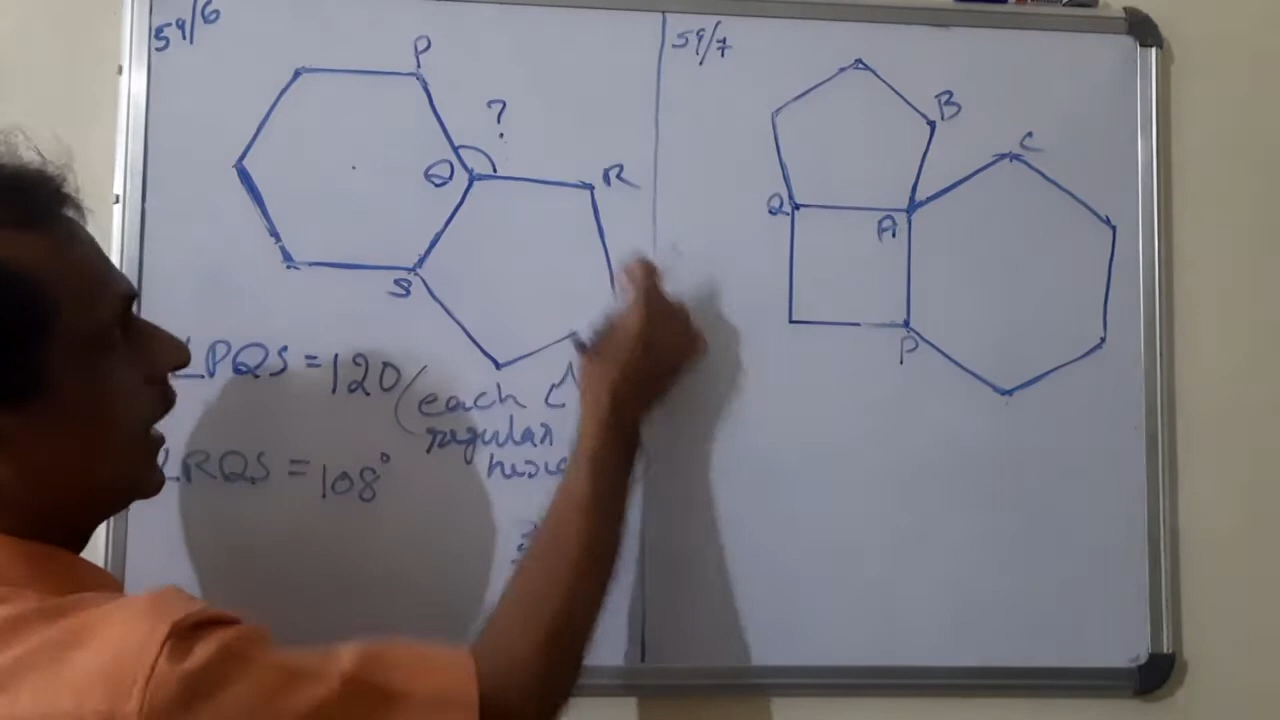 59/6
P
?
Q
R
S
∠PQS = 120 (each
regular
∠RQS = 108°
59/7
B
C
Q
A
P